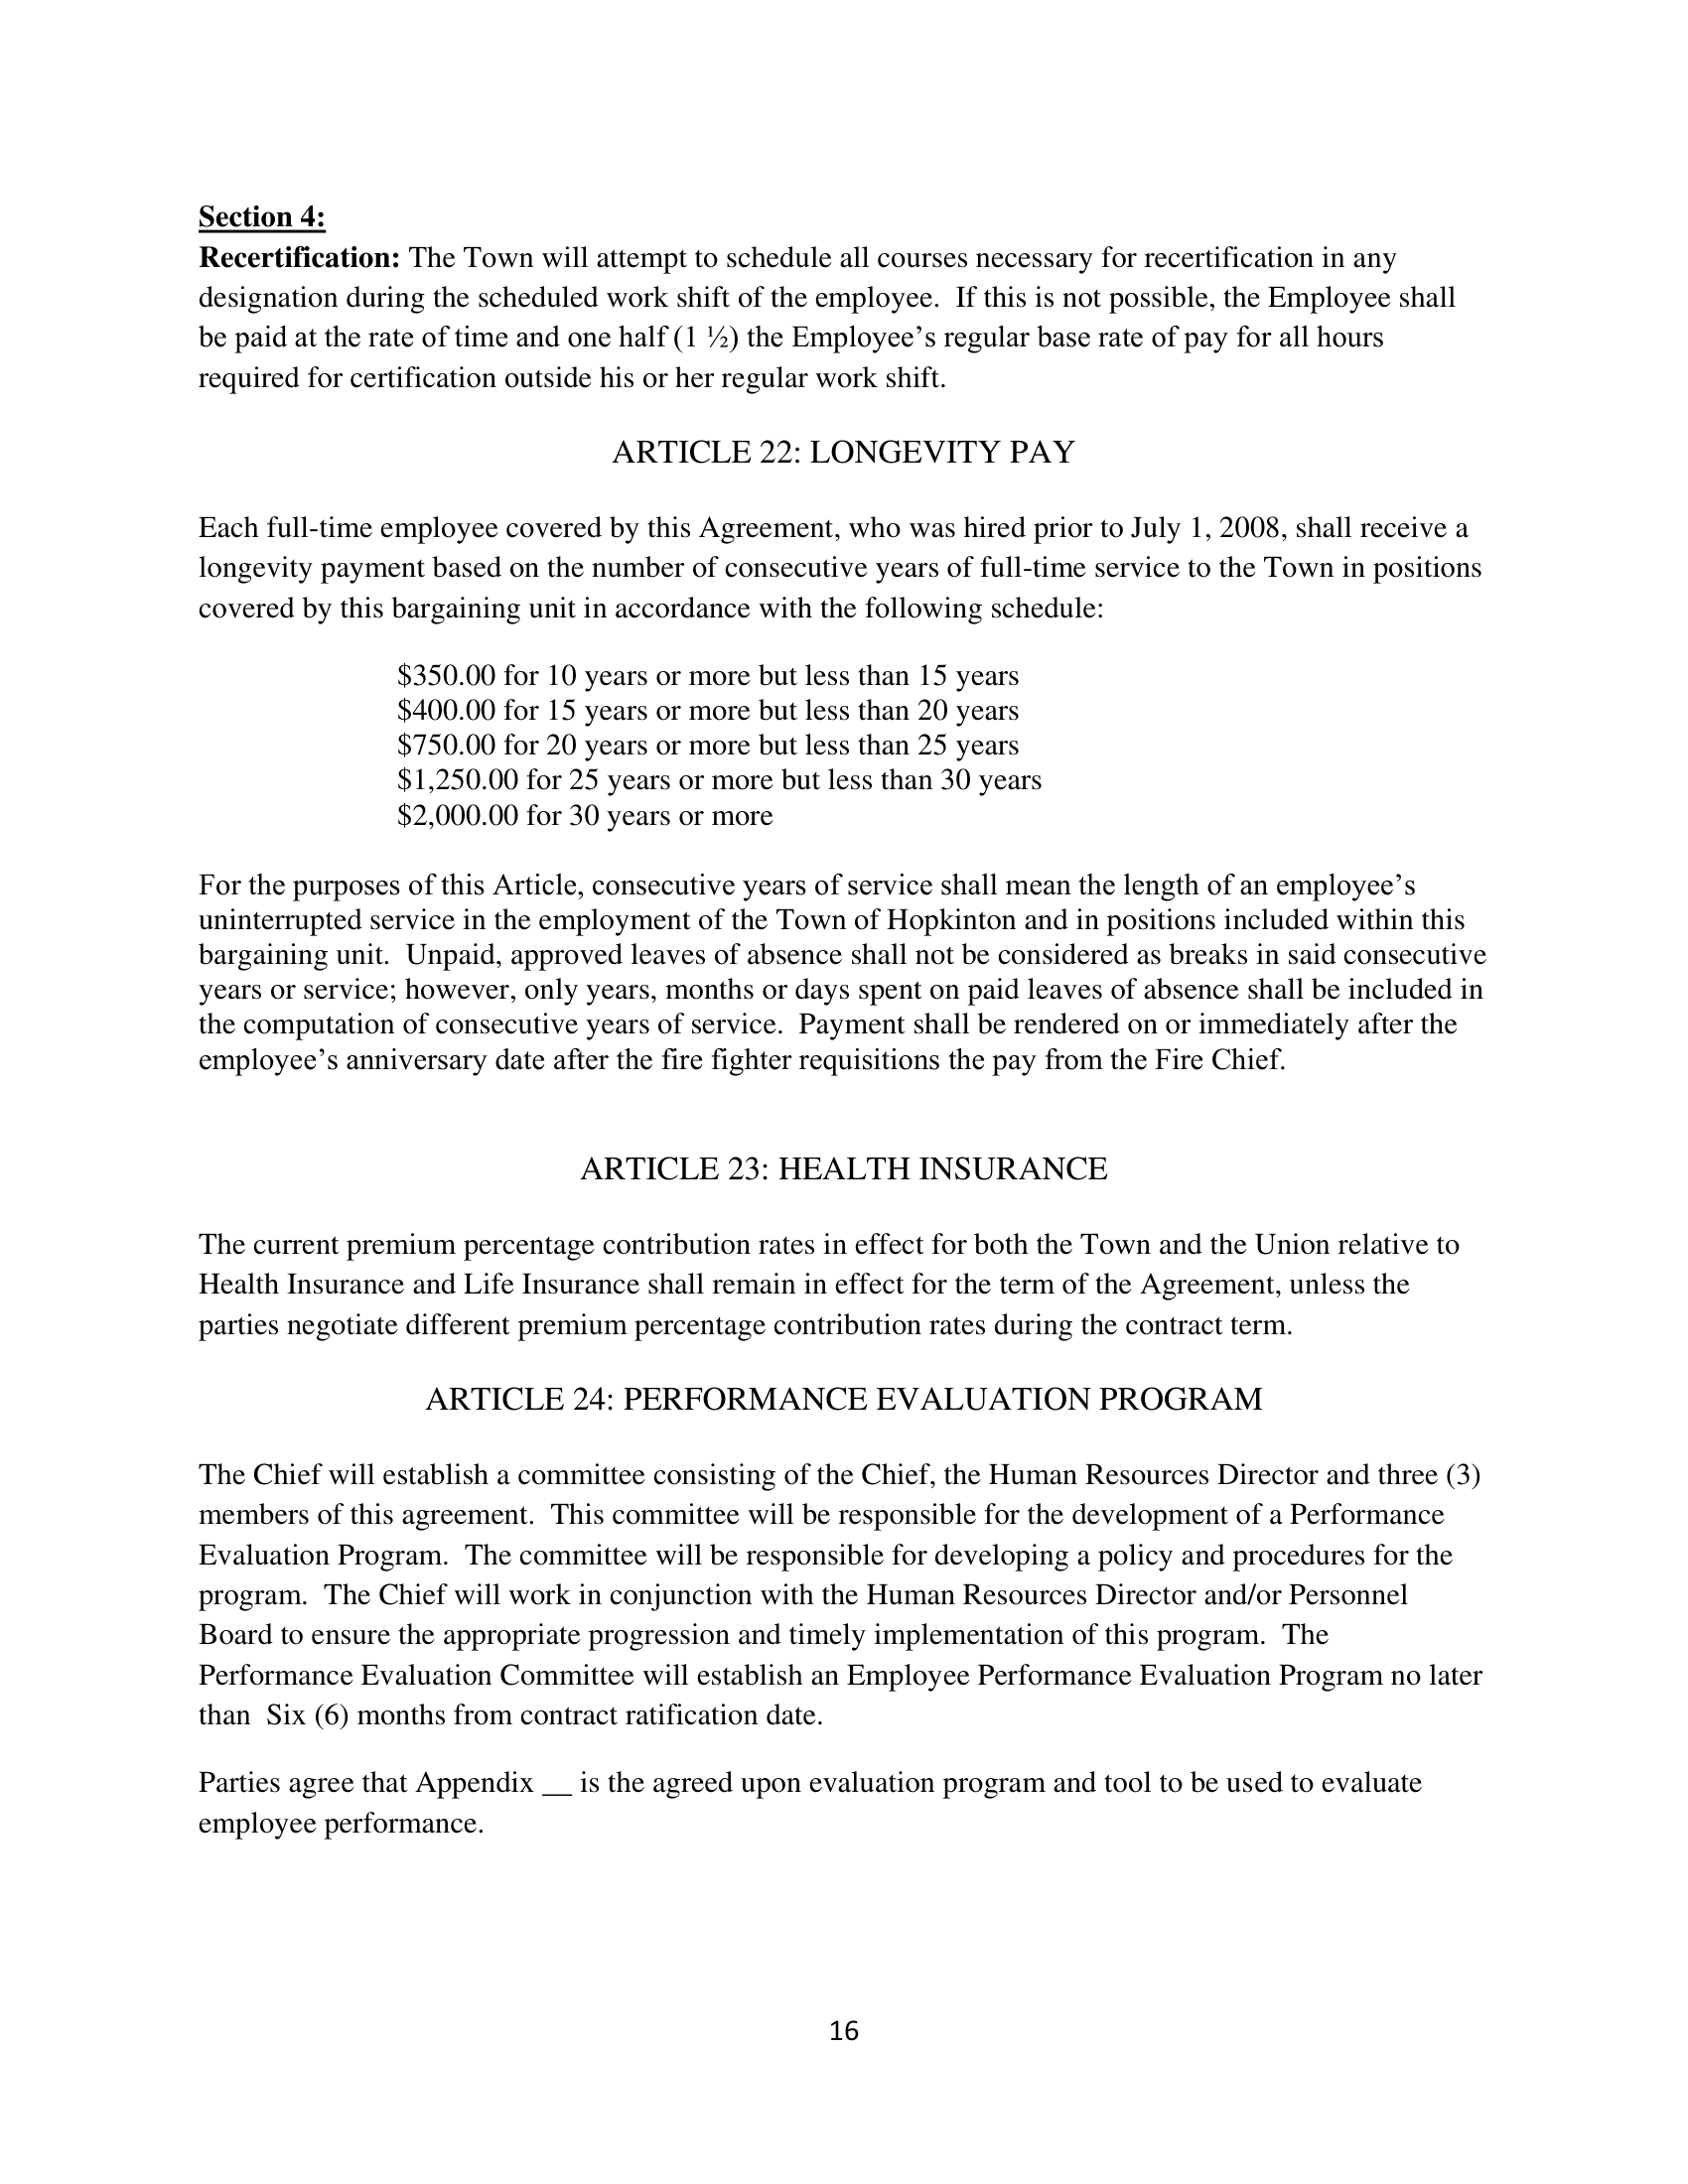 Section 4:
Recertification: The Town will attempt to schedule all courses necessary for recertification in any
designation during the scheduled work shift of the employee.  If this is not possible, the Employee shall
be paid at the rate of time and one half (1 ½) the Employee’s regular base rate of pay for all hours
required for certification outside his or her regular work shift.
ARTICLE 22: LONGEVITY PAY
Each full-time employee covered by this Agreement, who was hired prior to July 1, 2008, shall receive a
longevity payment based on the number of consecutive years of full-time service to the Town in positions
covered by this bargaining unit in accordance with the following schedule:
$350.00 for 10 years or more but less than 15 years
$400.00 for 15 years or more but less than 20 years
$750.00 for 20 years or more but less than 25 years
$1,250.00 for 25 years or more but less than 30 years
$2,000.00 for 30 years or more
For the purposes of this Article, consecutive years of service shall mean the length of an employee’s
uninterrupted service in the employment of the Town of Hopkinton and in positions included within this
bargaining unit.  Unpaid, approved leaves of absence shall not be considered as breaks in said consecutive
years or service; however, only years, months or days spent on paid leaves of absence shall be included in
the computation of consecutive years of service.  Payment shall be rendered on or immediately after the
employee’s anniversary date after the fire fighter requisitions the pay from the Fire Chief.
ARTICLE 23: HEALTH INSURANCE
The current premium percentage contribution rates in effect for both the Town and the Union relative to
Health Insurance and Life Insurance shall remain in effect for the term of the Agreement, unless the
parties negotiate different premium percentage contribution rates during the contract term.
ARTICLE 24: PERFORMANCE EVALUATION PROGRAM
The Chief will establish a committee consisting of the Chief, the Human Resources Director and three (3)
members of this agreement.  This committee will be responsible for the development of a Performance
Evaluation Program.  The committee will be responsible for developing a policy and procedures for the
program.  The Chief will work in conjunction with the Human Resources Director and/or Personnel
Board to ensure the appropriate progression and timely implementation of this program.  The
Performance Evaluation Committee will establish an Employee Performance Evaluation Program no later
than  Six (6) months from contract ratification date.
Parties agree that Appendix __ is the agreed upon evaluation program and tool to be used to evaluate
employee performance.
16